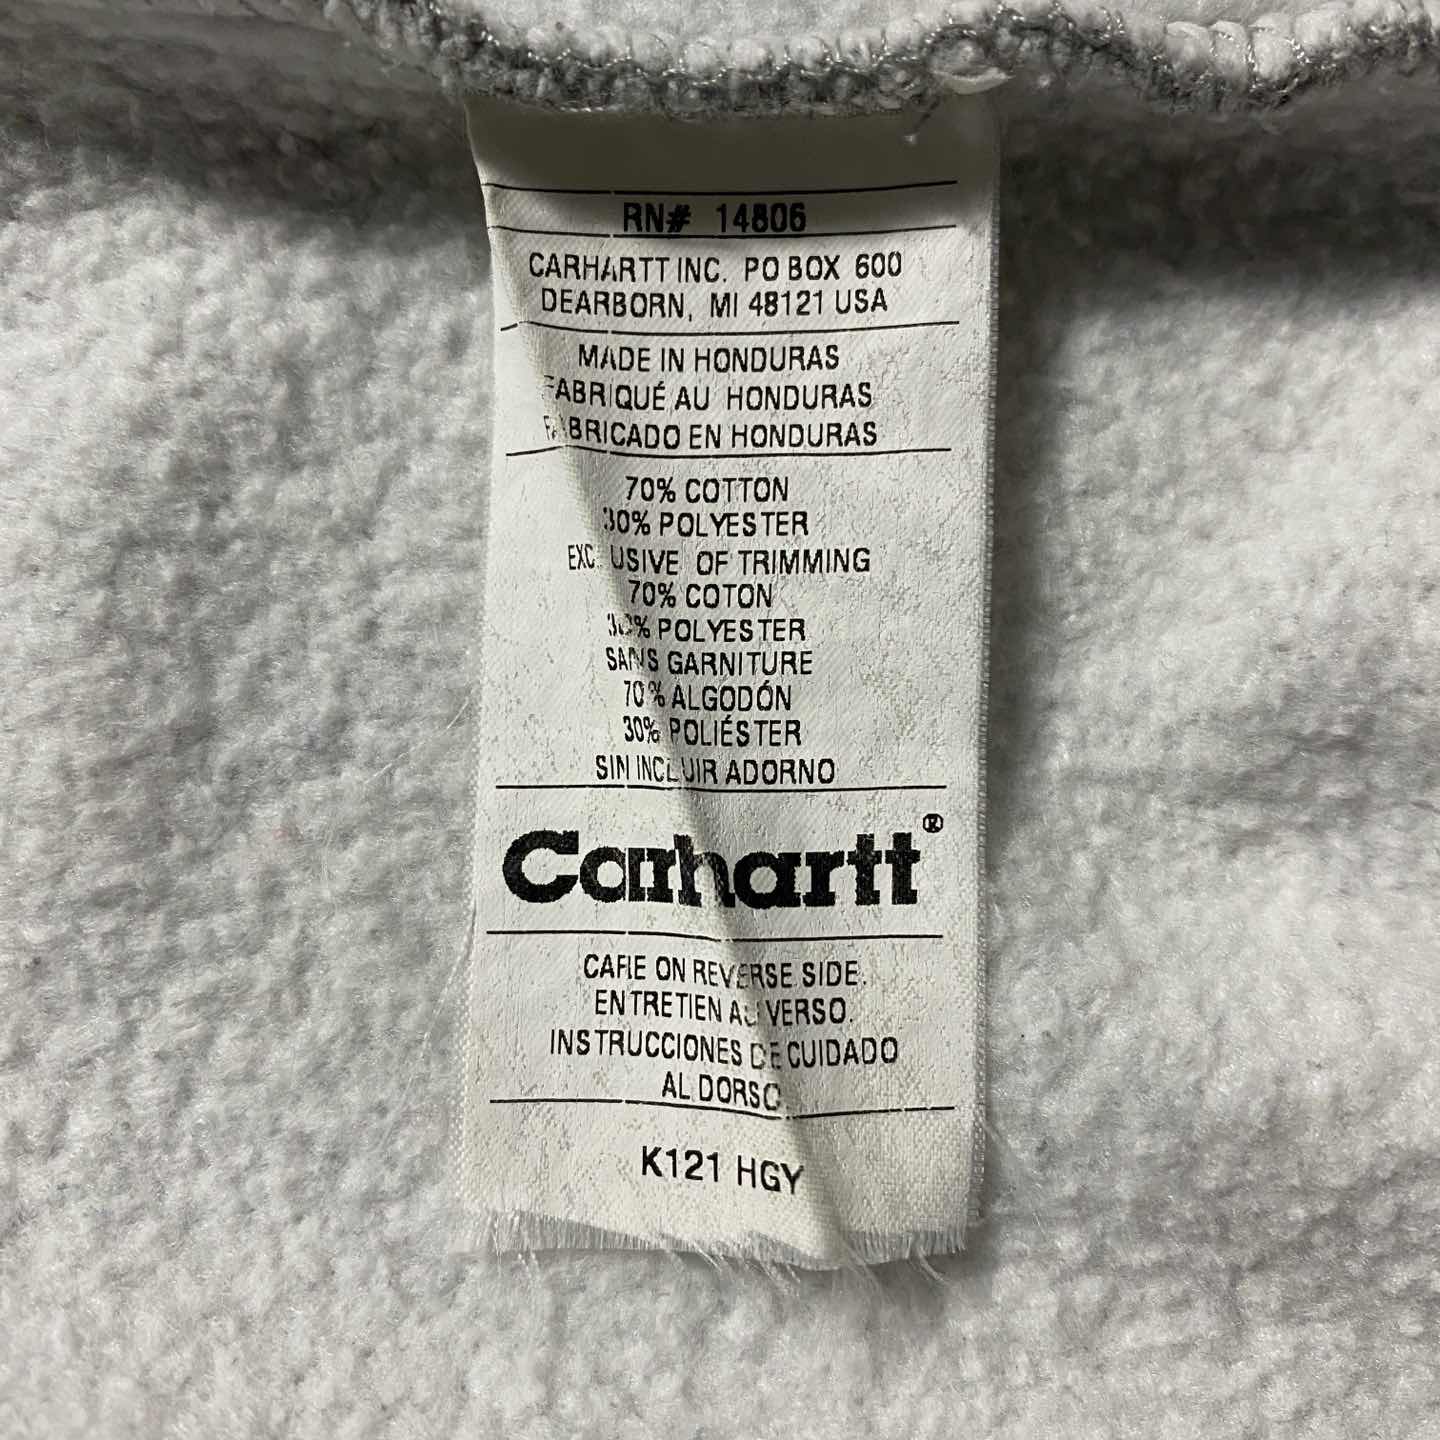 RN# 14806
CARHARTT INC. PO BOX 600
DEARBORN, MI 48121 USA
MADE IN HONDURAS
FABRIQUÉ AU HONDURAS
FABRICADO EN HONDURAS
70% COTTON
30% POLYESTER
EXCLUSIVE OF TRIMMING
70% COTON
30% POLYESTER
SANS GARNITURE
70% ALGODÓN
30% POLIÉSTER
SIN INCLUIR ADORNO
Carhartt®
CARE ON REVERSE SIDE.
ENTRETIEN AU VERSO.
INSTRUCCIONES DE CUIDADO
AL DORSO
K121 HGY